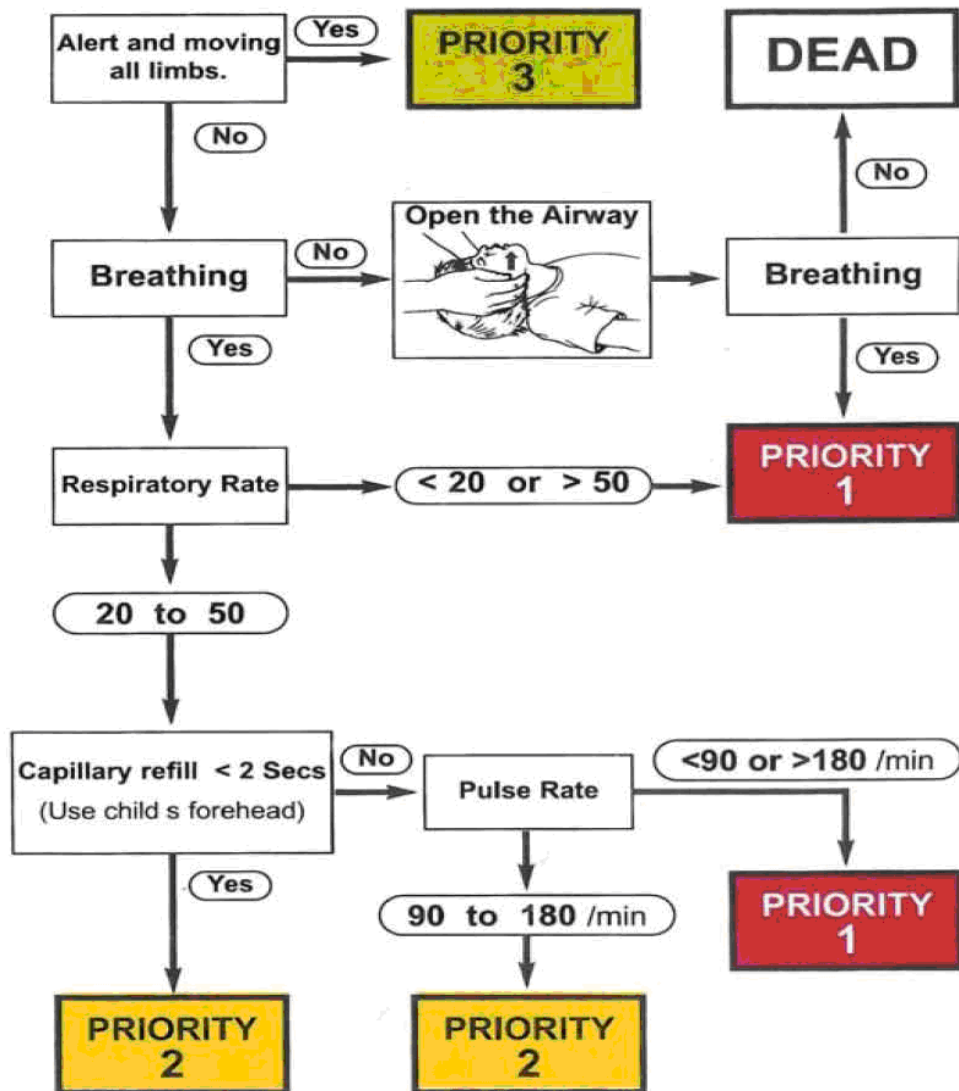 Alert and moving
all limbs.
Yes
PRIORITY
3
DEAD
No
No
Open the Airway
Breathing
No
Breathing
Yes
Yes
Respiratory Rate
< 20 or > 50
PRIORITY
1
20 to 50
Capillary refill < 2 Secs
(Use child s forehead)
No
Pulse Rate
<90 or >180 /min
Yes
90 to 180 /min
PRIORITY
1
PRIORITY
2
PRIORITY
2